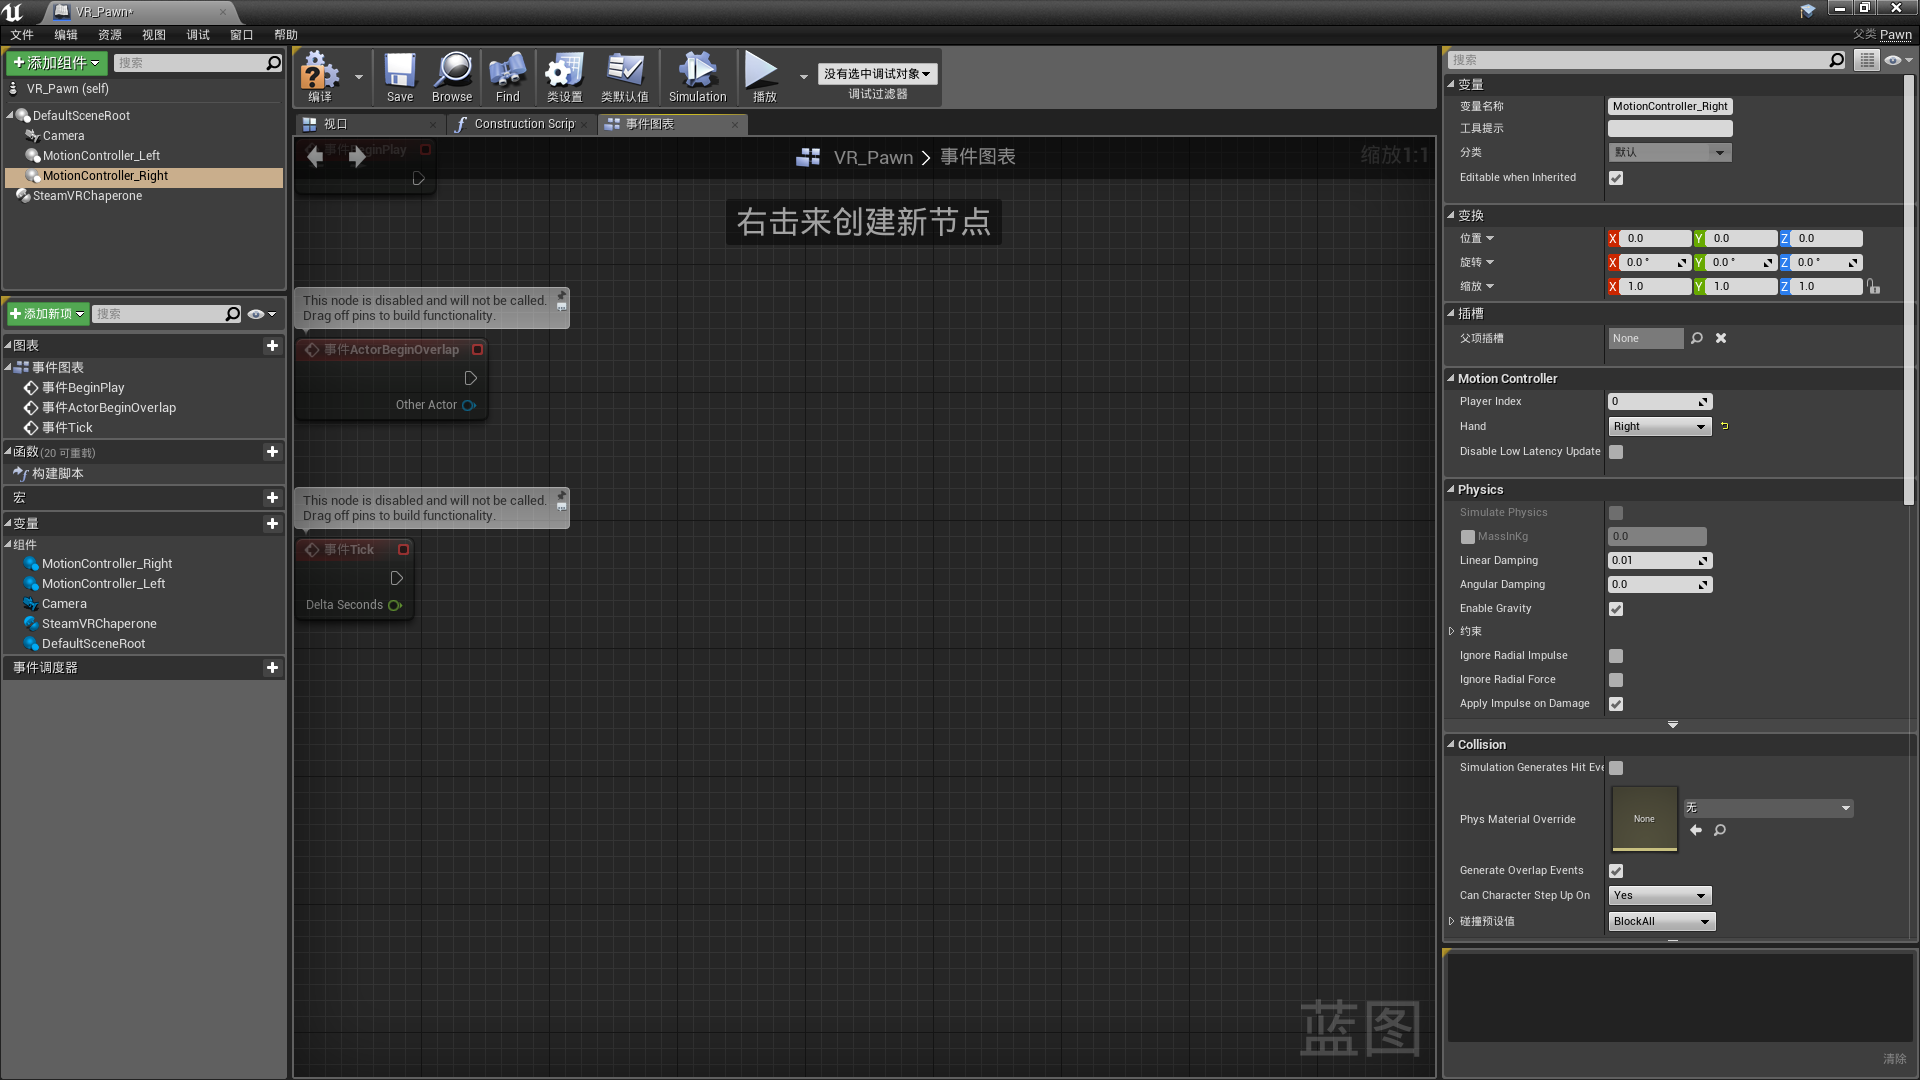 VR_Pawn*
文件 编辑 资源 视图 调试 窗口 帮助
父类 Pawn
添加组件
搜索
VR_Pawn (self)
DefaultSceneRoot
Camera
MotionController_Left
MotionController_Right
SteamVRChaperone
添加新项
搜索
图表
事件图表
事件BeginPlay
事件ActorBeginOverlap
事件Tick
函数 (20 可重载)
构建脚本
宏
变量
组件
MotionController_Right
MotionController_Left
Camera
SteamVRChaperone
DefaultSceneRoot
事件调度器
编译
Save
Browse
Find
类设置
类默认值
Simulation
播放
没有选中调试对象
调试过滤器
视口
Construction Scrip
事件图表
事件BeginPlay
VR_Pawn > 事件图表
缩放1:1
右击来创建新节点
This node is disabled and will not be called.
Drag off pins to build functionality.
事件ActorBeginOverlap
Other Actor
This node is disabled and will not be called.
Drag off pins to build functionality.
事件Tick
Delta Seconds
蓝图
搜索
变量
变量名称 MotionController_Right
工具提示
分类 默认
Editable when Inherited
变换
位置 X 0.0 Y 0.0 Z 0.0
旋转 X 0.0 ° Y 0.0 ° Z 0.0 °
缩放 X 1.0 Y 1.0 Z 1.0
插槽
父项插槽 None
Motion Controller
Player Index 0
Hand Right
Disable Low Latency Update
Physics
Simulate Physics
MassInKg 0.0
Linear Damping 0.01
Angular Damping 0.0
Enable Gravity
约束
Ignore Radial Impulse
Ignore Radial Force
Apply Impulse on Damage
Collision
Simulation Generates Hit Eve
Phys Material Override None 无
Generate Overlap Events
Can Character Step Up On Yes
碰撞预设值 BlockAll
清除